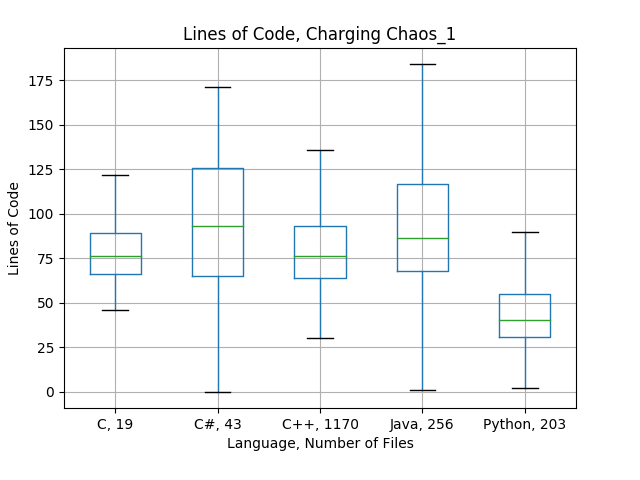 Lines of Code, Charging Chaos_1
Lines of Code
175
150
125
100
75
50
25
0
C, 19
C#, 43
C++, 1170
Java, 256
Python, 203
Language, Number of Files